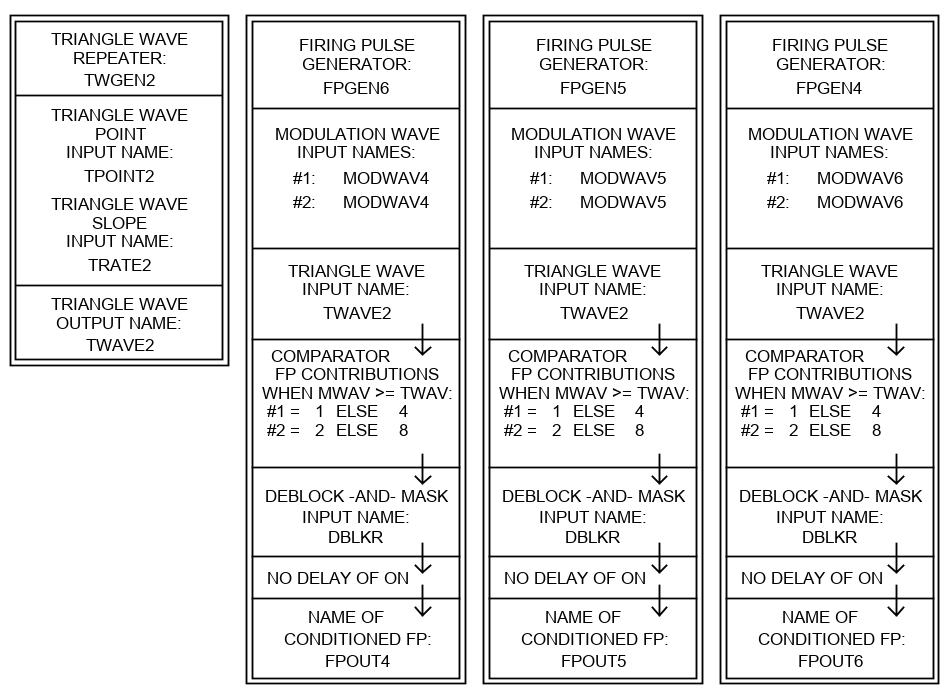 TRIANGLE WAVE
REPEATER:
TWGEN2
TRIANGLE WAVE
POINT
INPUT NAME:
TPOINT2
TRIANGLE WAVE
SLOPE
INPUT NAME:
TRATE2
TRIANGLE WAVE
OUTPUT NAME:
TWAVE2
FIRING PULSE
GENERATOR:
FPGEN6
MODULATION WAVE
INPUT NAMES:
#1: MODWAV4
#2: MODWAV4
TRIANGLE WAVE
INPUT NAME:
TWAVE2
COMPARATOR
FP CONTRIBUTIONS
WHEN MWAV >= TWAV:
#1 = 1 ELSE 4
#2 = 2 ELSE 8
DEBLOCK -AND- MASK
INPUT NAME:
DBLKR
NO DELAY OF ON
NAME OF
CONDITIONED FP:
FPOUT4
FIRING PULSE
GENERATOR:
FPGEN5
MODULATION WAVE
INPUT NAMES:
#1: MODWAV5
#2: MODWAV5
TRIANGLE WAVE
INPUT NAME:
TWAVE2
COMPARATOR
FP CONTRIBUTIONS
WHEN MWAV >= TWAV:
#1 = 1 ELSE 4
#2 = 2 ELSE 8
DEBLOCK -AND- MASK
INPUT NAME:
DBLKR
NO DELAY OF ON
NAME OF
CONDITIONED FP:
FPOUT5
FIRING PULSE
GENERATOR:
FPGEN4
MODULATION WAVE
INPUT NAMES:
#1: MODWAV6
#2: MODWAV6
TRIANGLE WAVE
INPUT NAME:
TWAVE2
COMPARATOR
FP CONTRIBUTIONS
WHEN MWAV >= TWAV:
#1 = 1 ELSE 4
#2 = 2 ELSE 8
DEBLOCK -AND- MASK
INPUT NAME:
DBLKR
NO DELAY OF ON
NAME OF
CONDITIONED FP:
FPOUT6